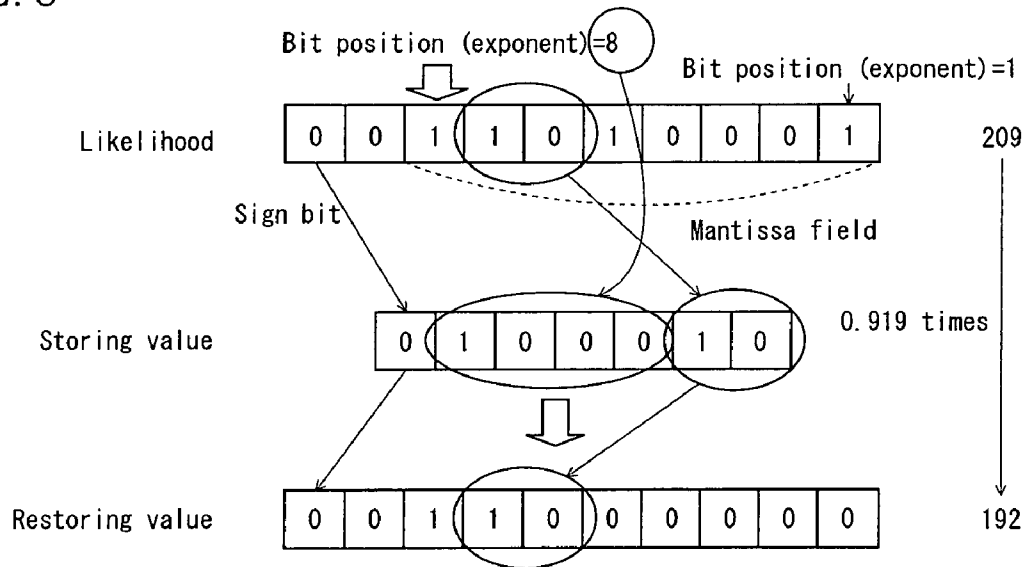 Bit position (exponent)=8
Bit position (exponent)=1
Likelihood 0 0 1 1 0 1 0 0 0 1 209
Sign bit
Mantissa field
Storing value 0 1 0 0 0 1 0 0.919 times
Restoring value 0 0 1 1 0 0 0 0 0 0 192